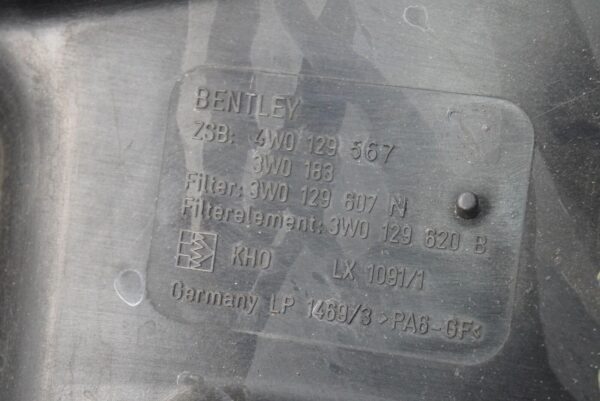 BENTLEY
ZSB: 4W0 129 567
3W0 183
Filter: 3W0 129 607 N
Filterelement: 3W0 129 620 B
KHO LX 1091/1
Germany LP 1469/3 >PA6-GF<